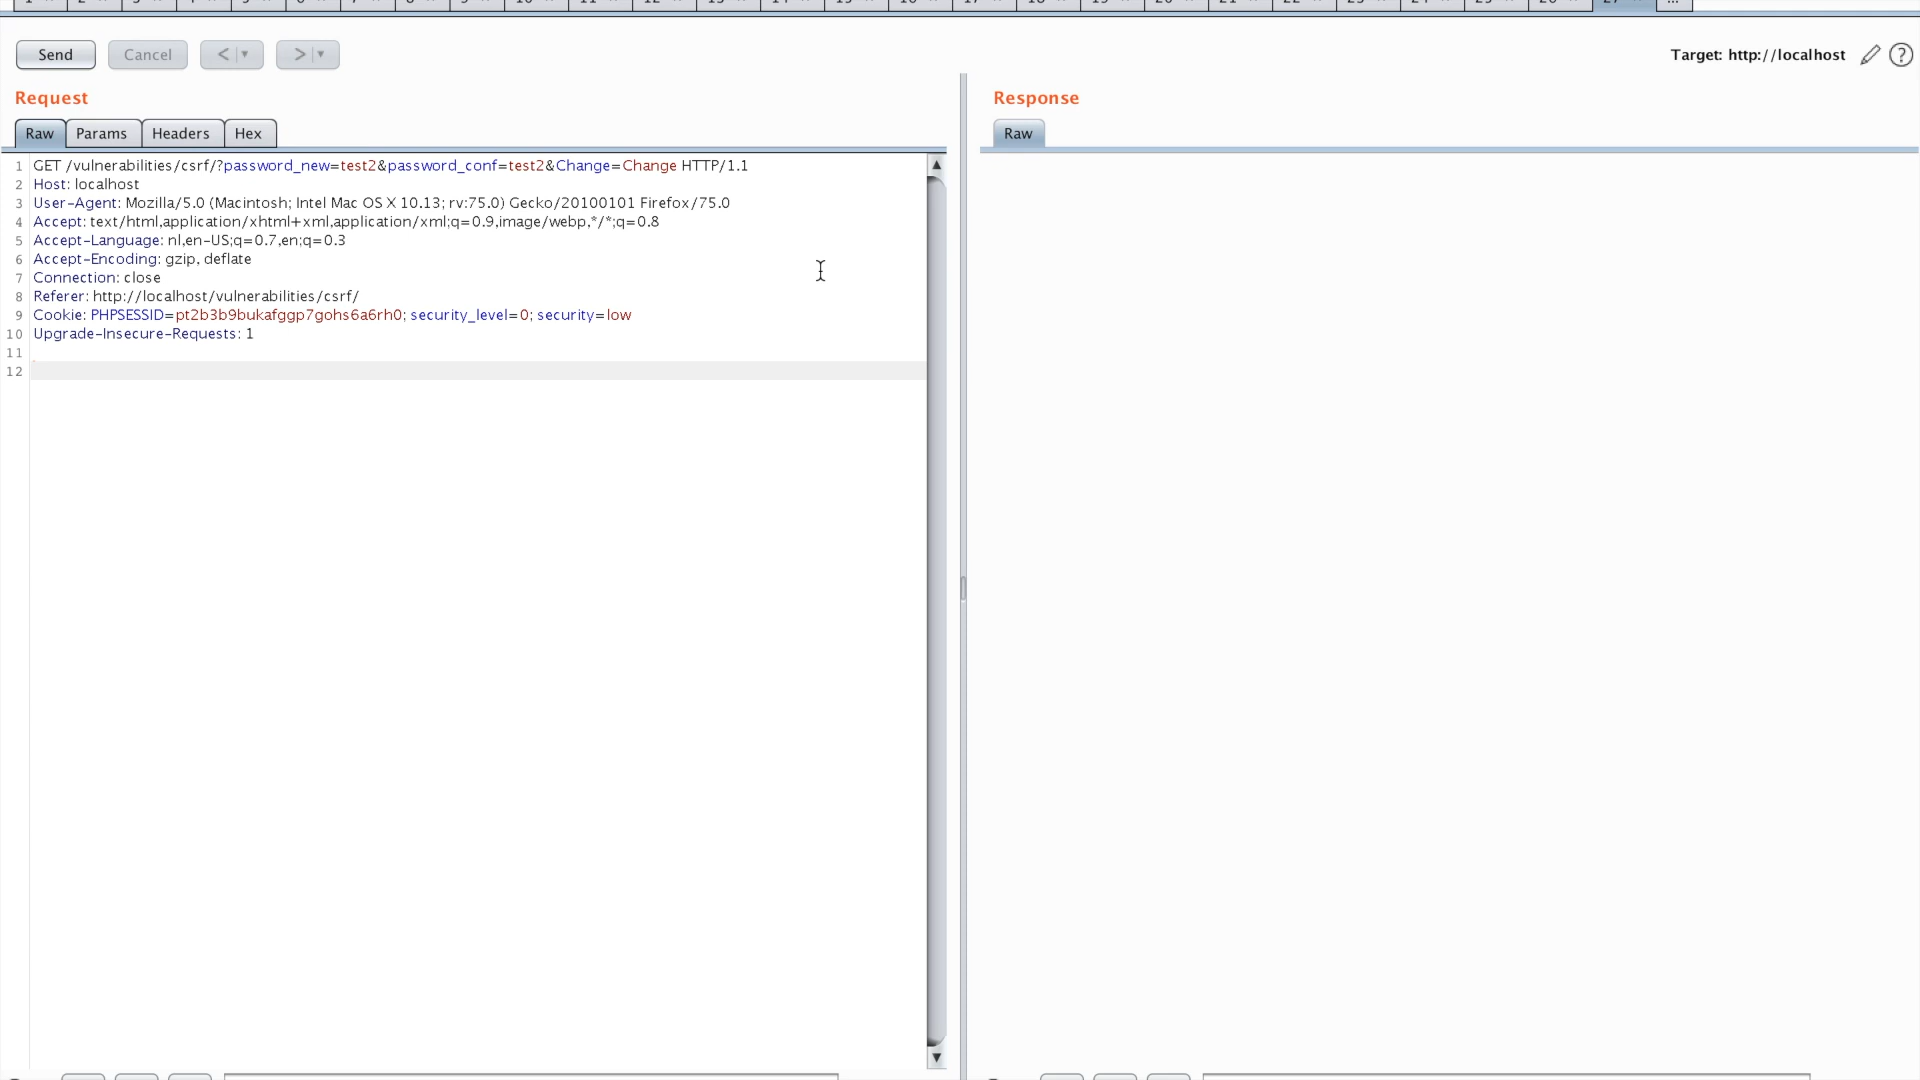 Send Cancel < > Target: http://localhost ?
Request Response
Raw Params Headers Hex Raw
1 GET /vulnerabilities/csrf/?password_new=test2&password_conf=test2&Change=Change HTTP/1.1
2 Host: localhost
3 User-Agent: Mozilla/5.0 (Macintosh; Intel Mac OS X 10.13; rv:75.0) Gecko/20100101 Firefox/75.0
4 Accept: text/html,application/xhtml+xml,application/xml;q=0.9,image/webp,*/*;q=0.8
5 Accept-Language: nl,en-US;q=0.7,en;q=0.3
6 Accept-Encoding: gzip, deflate
7 Connection: close
8 Referer: http://localhost/vulnerabilities/csrf/
9 Cookie: PHPSESSID=pt2b3b9bukafggp7gohs6a6rh0; security_level=0; security=low
10 Upgrade-Insecure-Requests: 1
11
12